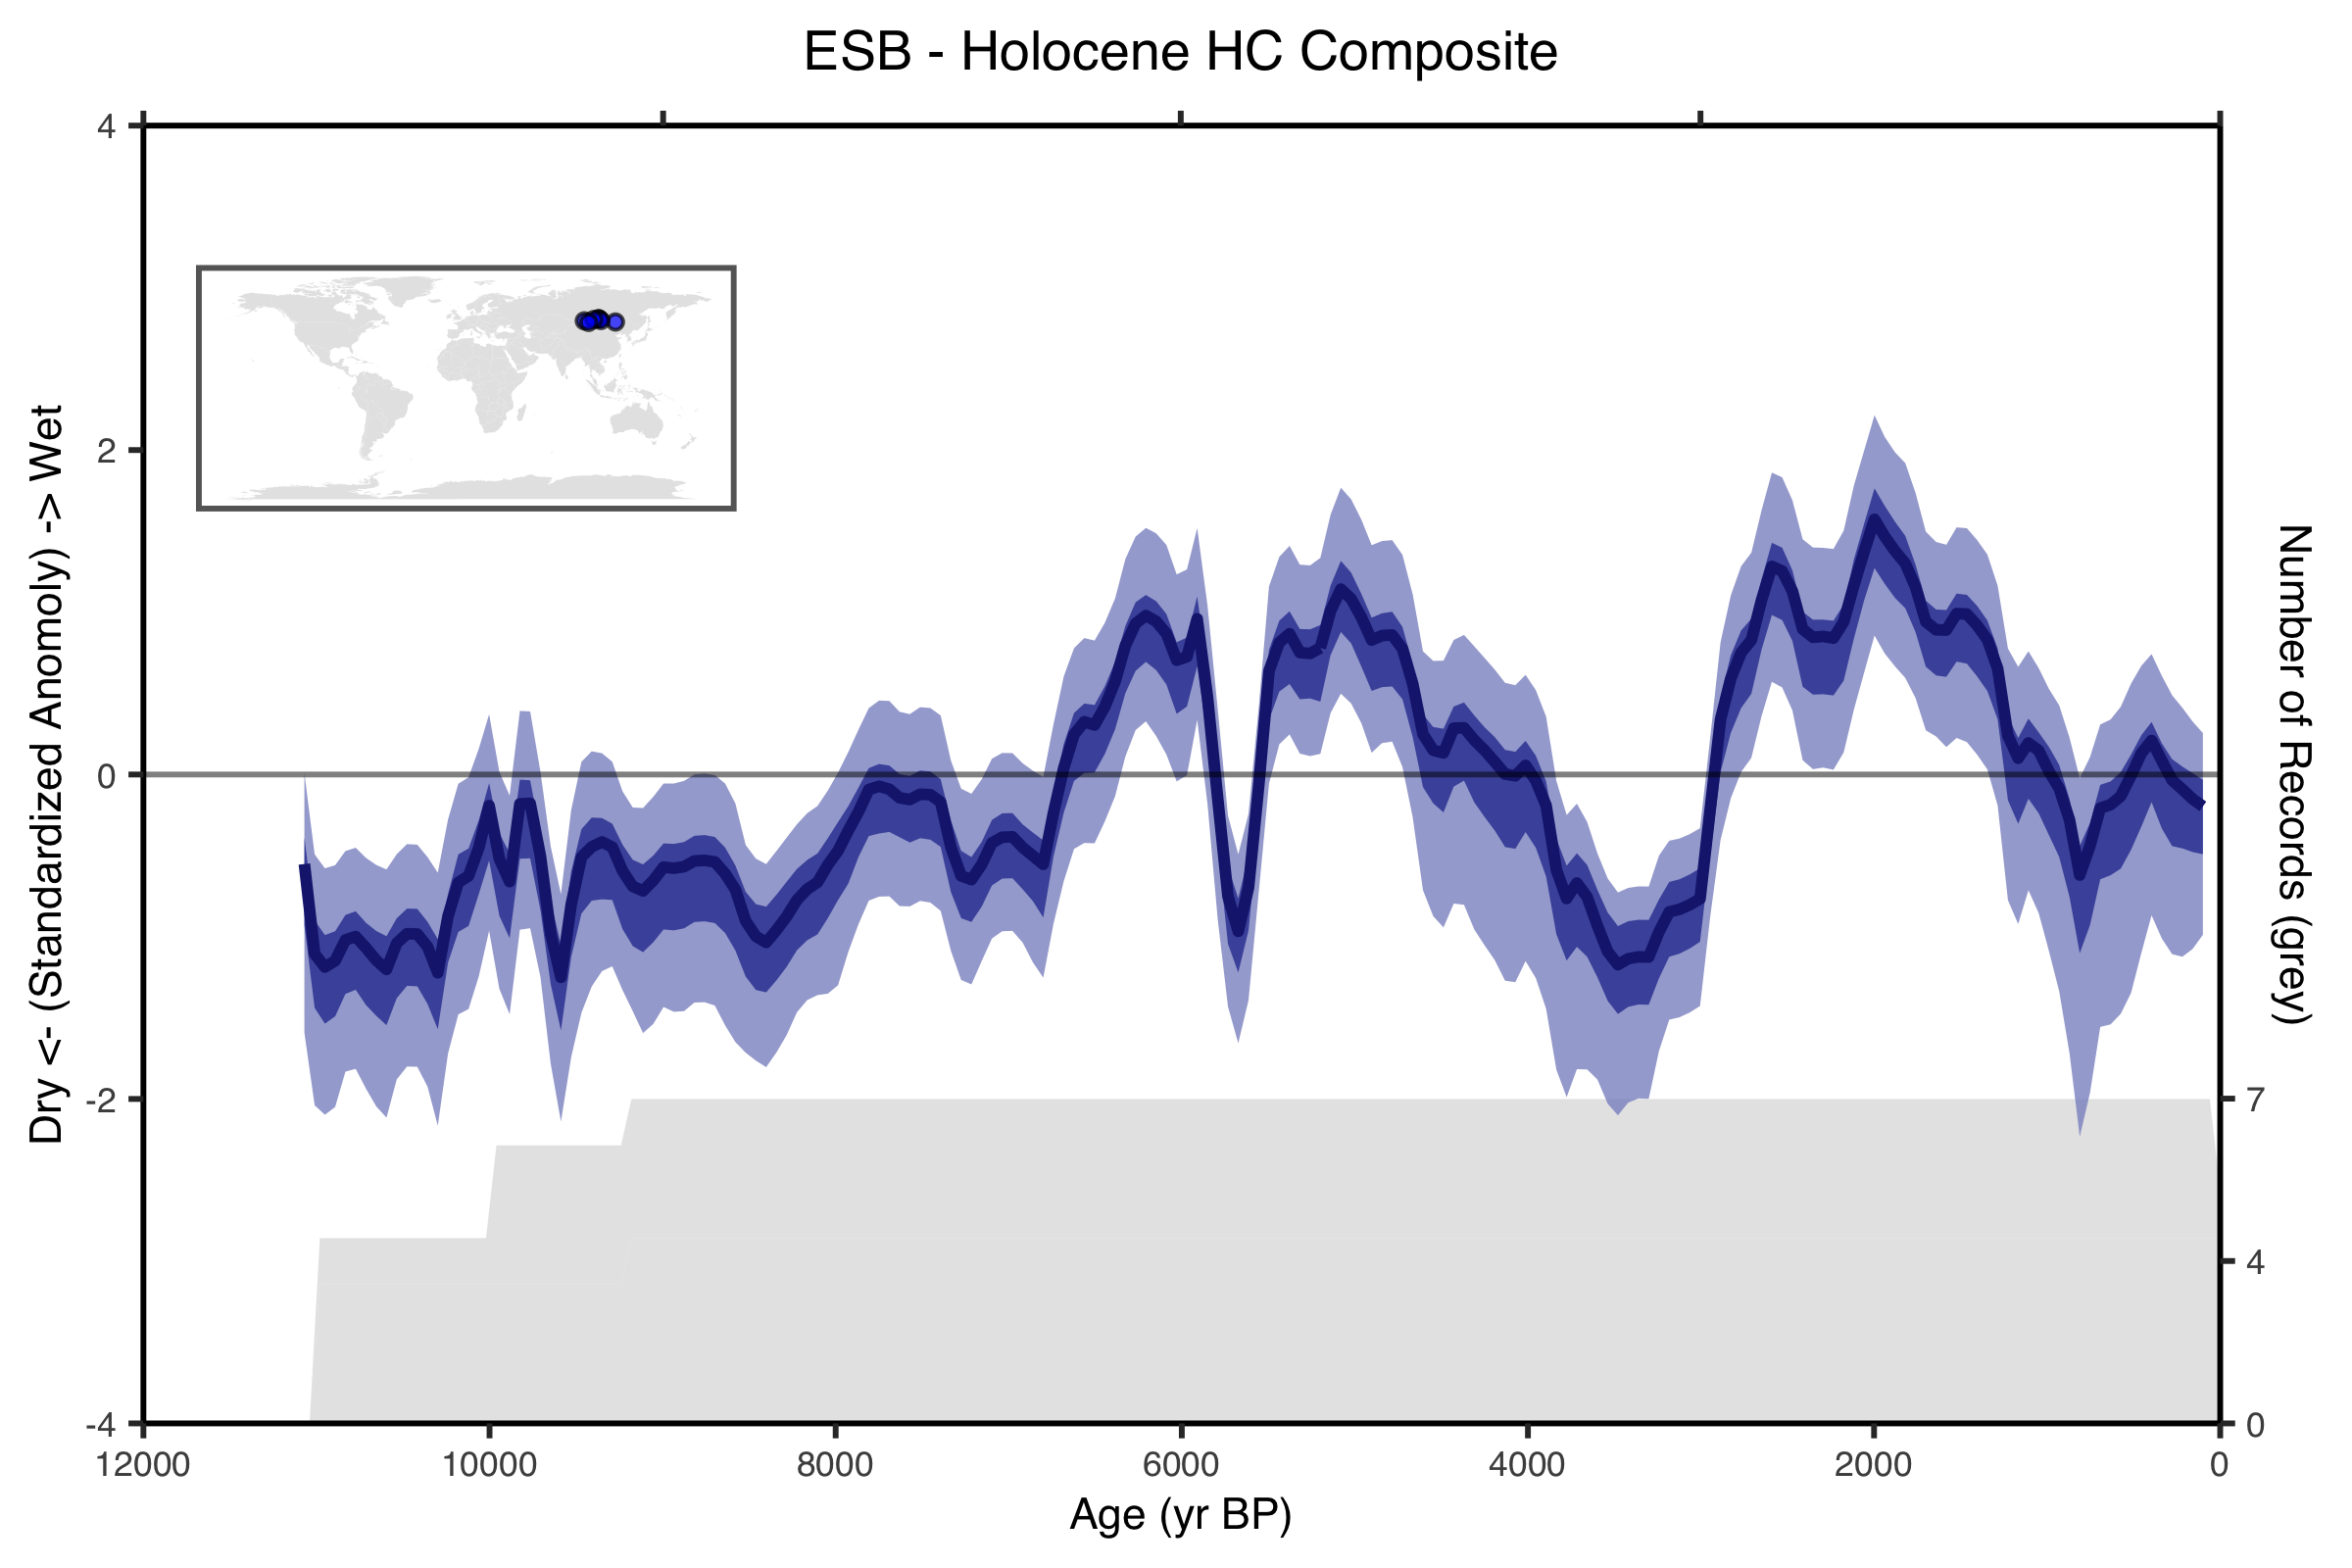 ESB - Holocene HC Composite
4
2
0
-2
-4
Dry <- (Standardized Anomoly) -> Wet
7
4
0
Number of Records (grey)
12000 10000 8000 6000 4000 2000 0
Age (yr BP)